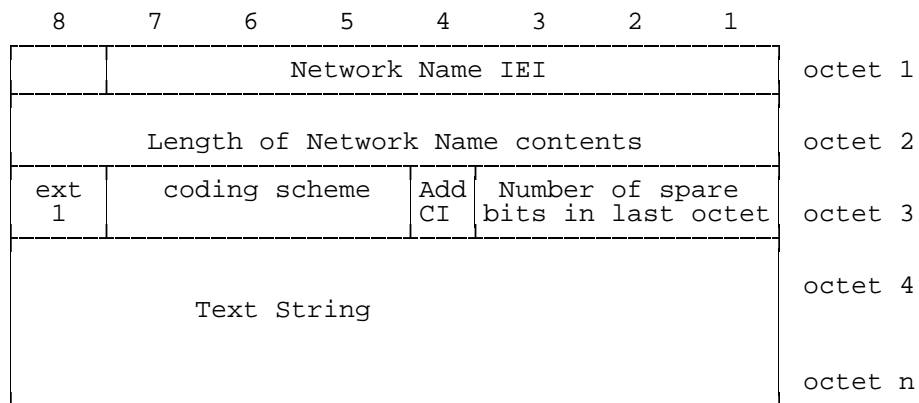 8 7 6 5 4 3 2 1
Network Name IEI octet 1
Length of Network Name contents octet 2
ext coding scheme Add Number of spare
1 CI bits in last octet octet 3
octet 4
Text String
octet n